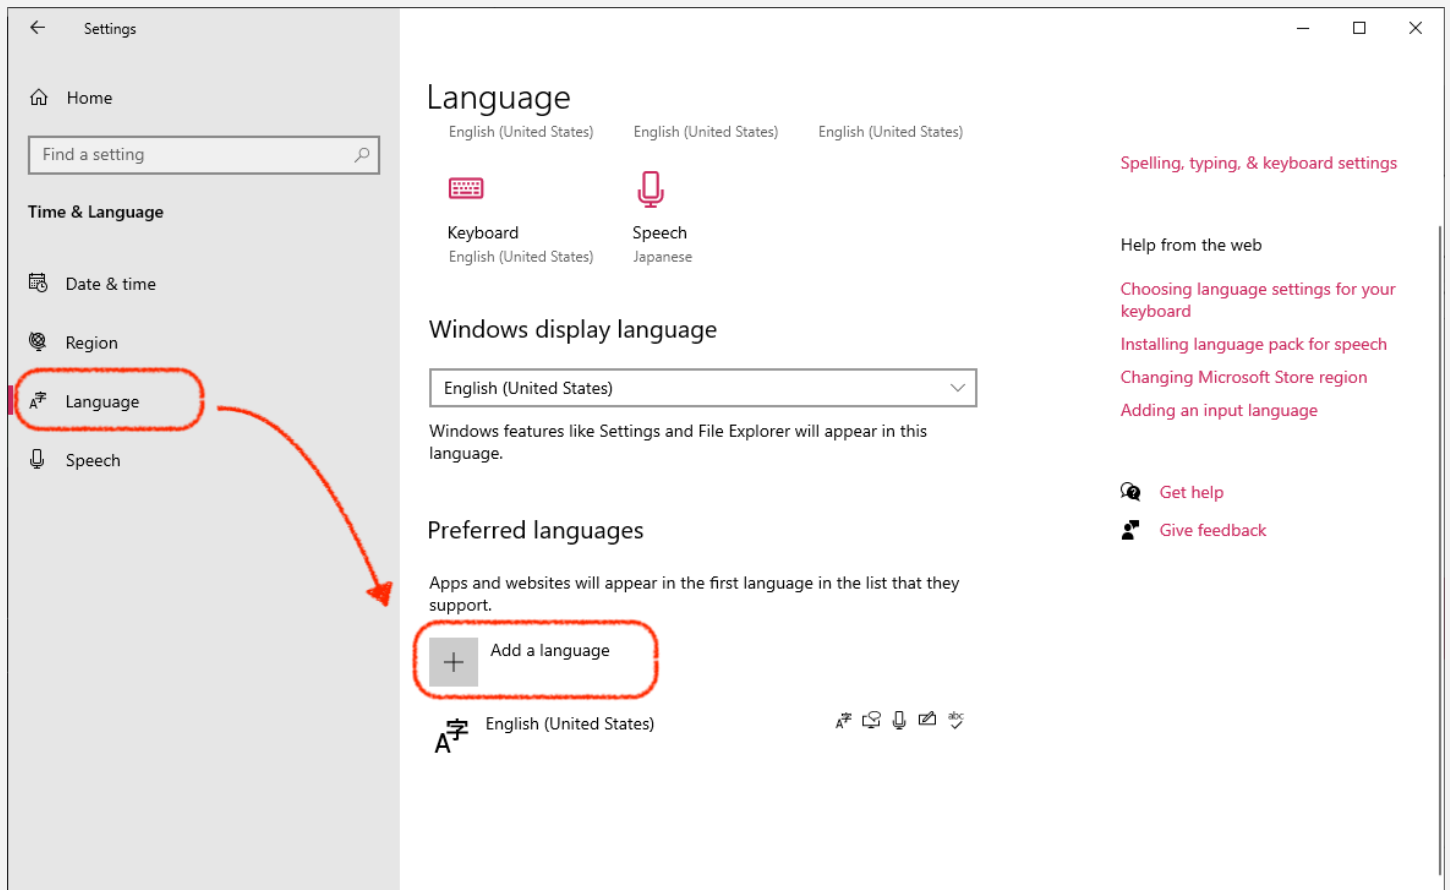 Settings
Home
Find a setting
Time & Language
Date & time
Region
Language
Speech
Language
English (United States)
English (United States)
English (United States)
Keyboard
English (United States)
Speech
Japanese
Windows display language
English (United States)
Windows features like Settings and File Explorer will appear in this
language.
Preferred languages
Apps and websites will appear in the first language in the list that they
support.
Add a language
English (United States)
Spelling, typing, & keyboard settings
Help from the web
Choosing language settings for your
keyboard
Installing language pack for speech
Changing Microsoft Store region
Adding an input language
Get help
Give feedback